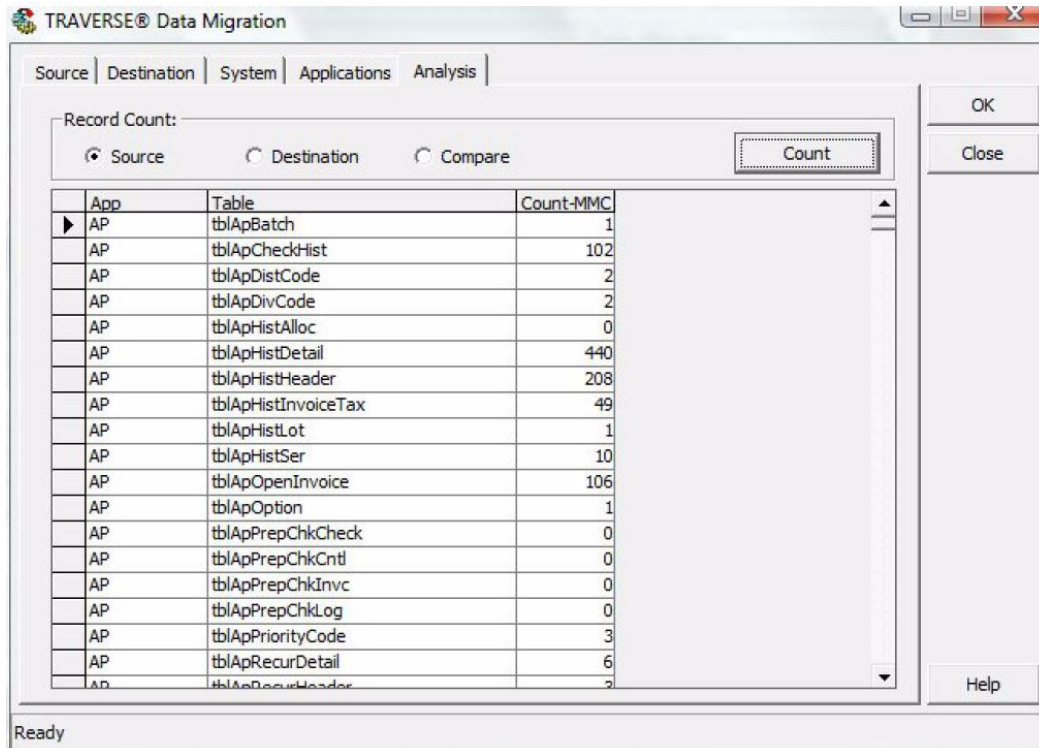 TRAVERSE® Data Migration
Source Destination System Applications Analysis
OK
Record Count:
Source Destination Compare Count
Close
App Table Count-MMC
AP tblApBatch 1
AP tblApCheckHist 102
AP tblApDistCode 2
AP tblApDivCode 2
AP tblApHistAlloc 0
AP tblApHistDetail 440
AP tblApHistHeader 208
AP tblApHistInvoiceTax 49
AP tblApHistLot 1
AP tblApHistSer 10
AP tblApOpenInvoice 106
AP tblApOption 1
AP tblApPrepChkCheck 0
AP tblApPrepChkCntl 0
AP tblApPrepChkInvc 0
AP tblApPrepChkLog 0
AP tblApPriorityCode 3
AP tblApRecurDetail 6
AP tblApRecurHeader 3
Help
Ready